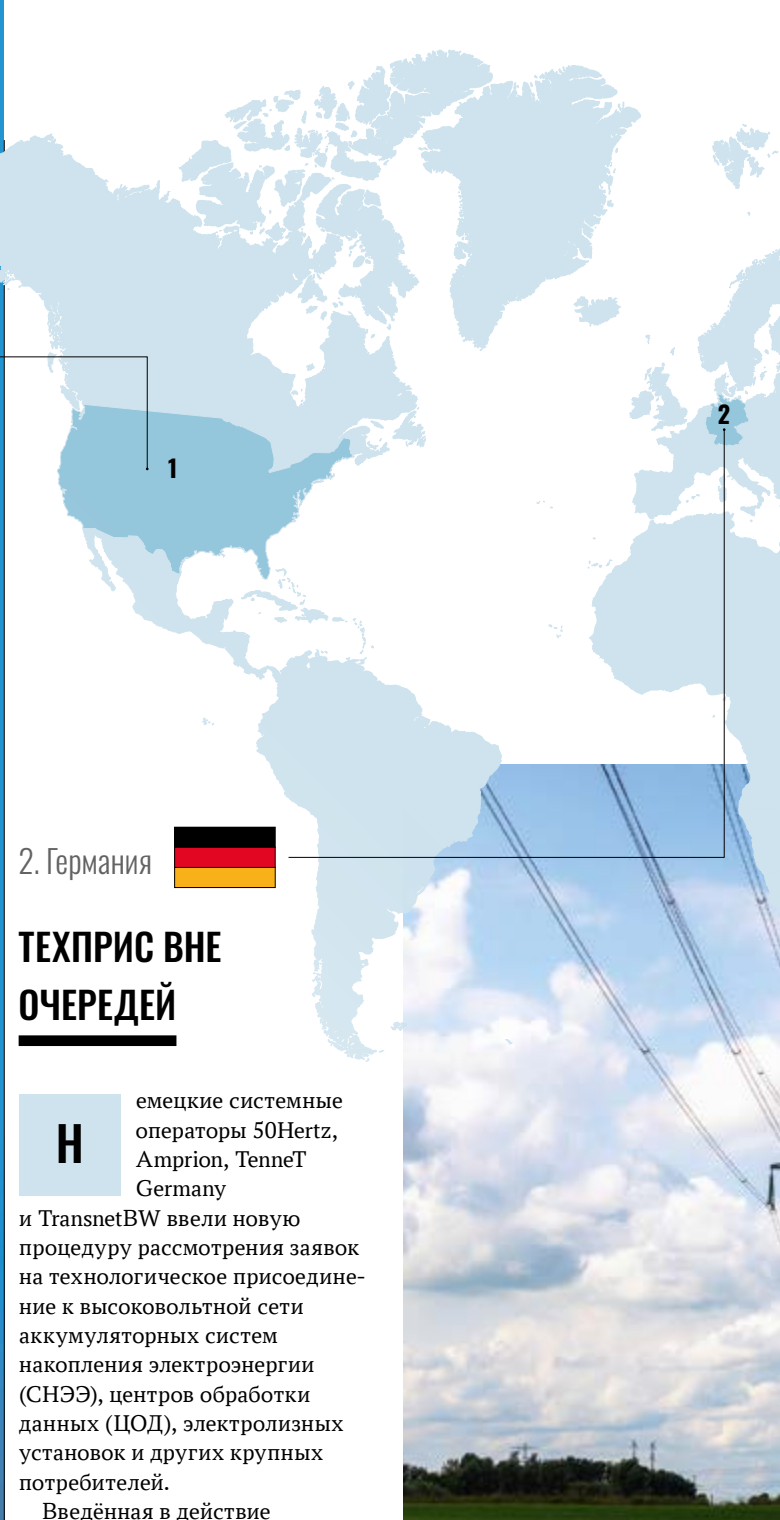 1
2
2. Германия
ТЕХПРИС ВНЕ
ОЧЕРЕДЕЙ
Немецкие системные
операторы 50Hertz,
Amprion, TenneT
Germany
и TransnetBW ввели новую
процедуру рассмотрения заявок
на технологическое присоедине-
ние к высоковольтной сети
аккумуляторных систем
накопления электроэнергии
(СНЭЭ), центров обработки
данных (ЦОД), электролизных
установок и других крупных
потребителей.
Введённая в действие